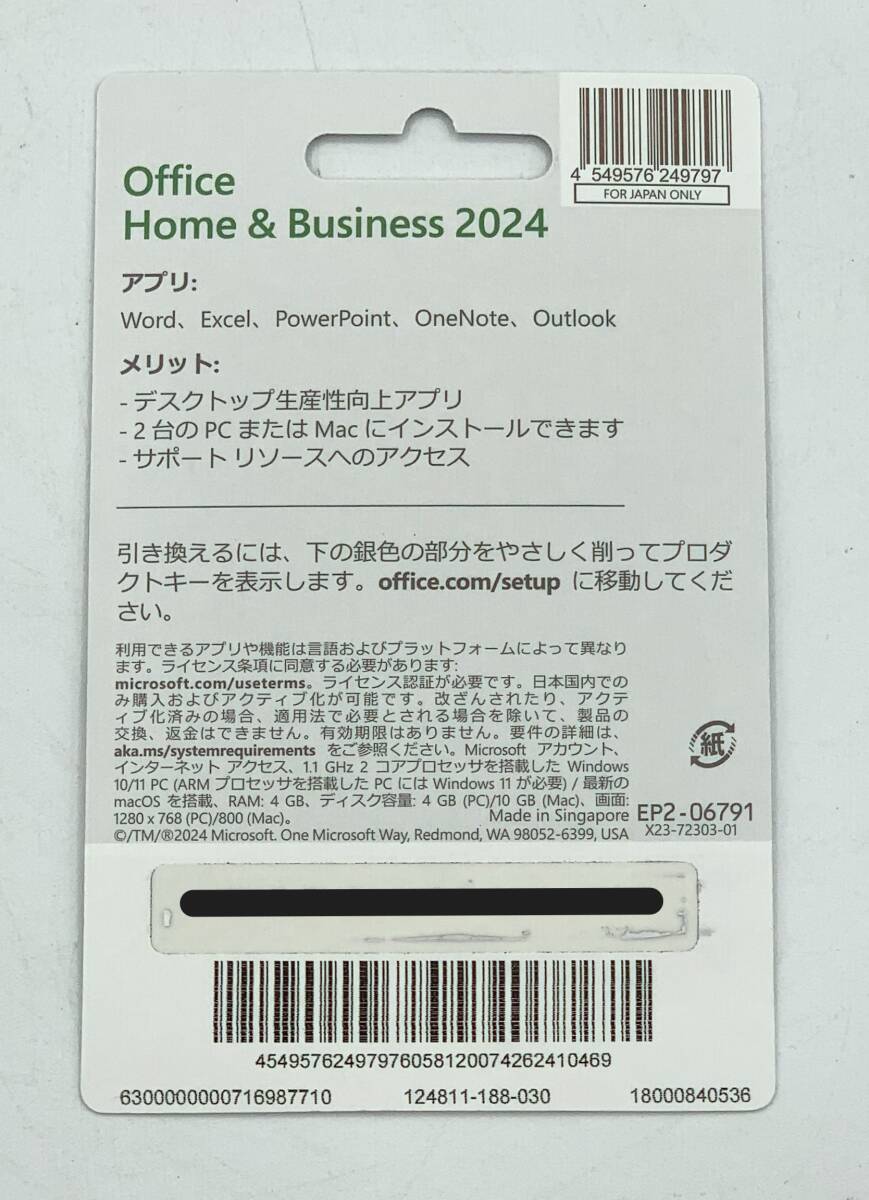 4 549576 249797
FOR JAPAN ONLY
Office
Home & Business 2024
アプリ:
Word、Excel、PowerPoint、OneNote、Outlook
メリット:
- デスクトップ生産性向上アプリ
- 2 台の PC または Mac にインストールできます
- サポート リソースへのアクセス
引き換えるには、下の銀色の部分をやさしく削ってプロダ
クトキーを表示します。office.com/setup に移動してくだ
さい。
利用できるアプリや機能は言語およびプラットフォームによって異なり
ます。ライセンス条項に同意する必要があります:
microsoft.com/useterms。ライセンス認証が必要です。日本国内での
み購入およびアクティブ化が可能です。改ざんされたり、アクテ
ィブ化済みの場合、適用法で必要とされる場合を除いて、製品の
交換、返金はできません。有効期限はありません。要件の詳細は、
aka.ms/systemrequirements をご参照ください。Microsoft アカウント、
インターネット アクセス、1.1 GHz 2 コアプロセッサを搭載した Windows
10/11 PC (ARM プロセッサを搭載した PC には Windows 11 が必要) / 最新の
macOS を搭載、RAM: 4 GB、ディスク容量: 4 GB (PC)/10 GB (Mac)、画面:
1280 x 768 (PC)/800 (Mac)。
Made in Singapore
©/TM/®2024 Microsoft. One Microsoft Way, Redmond, WA 98052-6399, USA
紙
EP2-06791
X23-72303-01
45495762497976058120074262410469
6300000000716987710 124811-188-030 18000840536